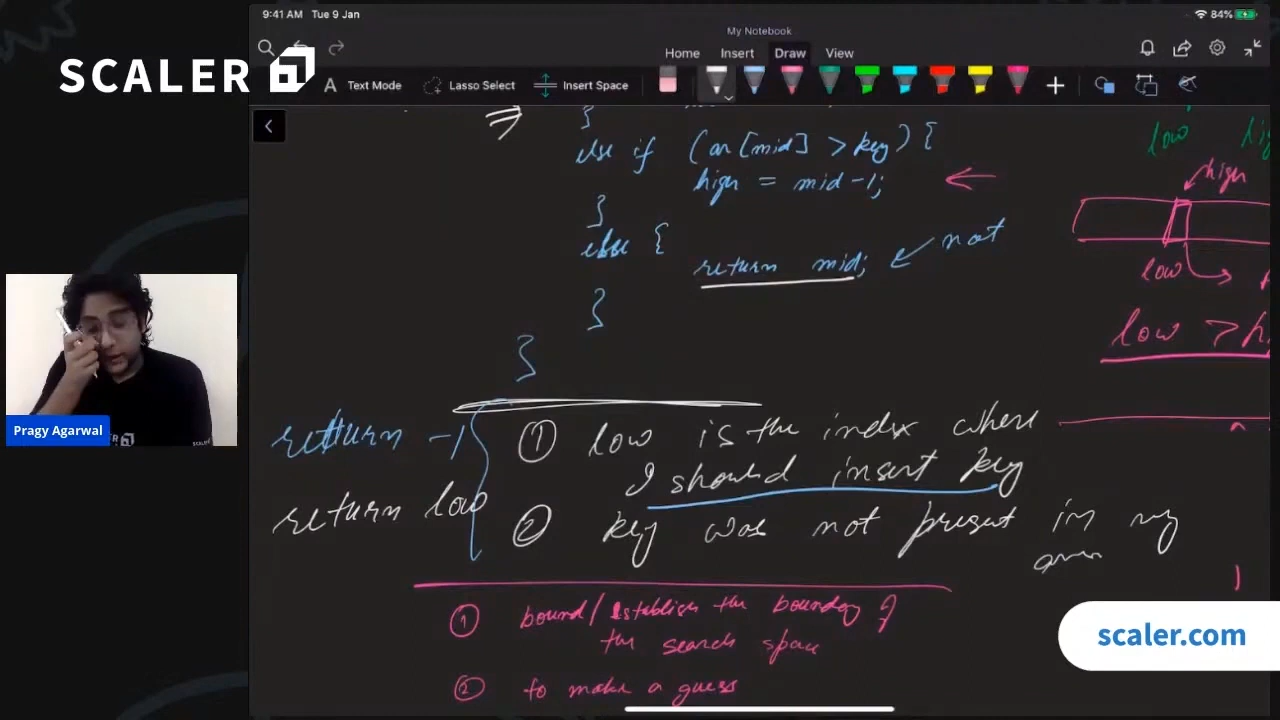 9:41 AM Tue 9 Jan
84%
My Notebook
Home Insert Draw View
SCALER
Text Mode
Lasso Select
Insert Space
}
else if (ar[mid] > key) {
high = mid-1;
}
else {
return mid; not
}
}
low
high
low
low >
return -1
return low
① low is the index where
I should insert key
② key was not present in my
① bound/establish the boundary of
the search space
② to make a guess
Pragy Agarwal
SCALER
scaler.com